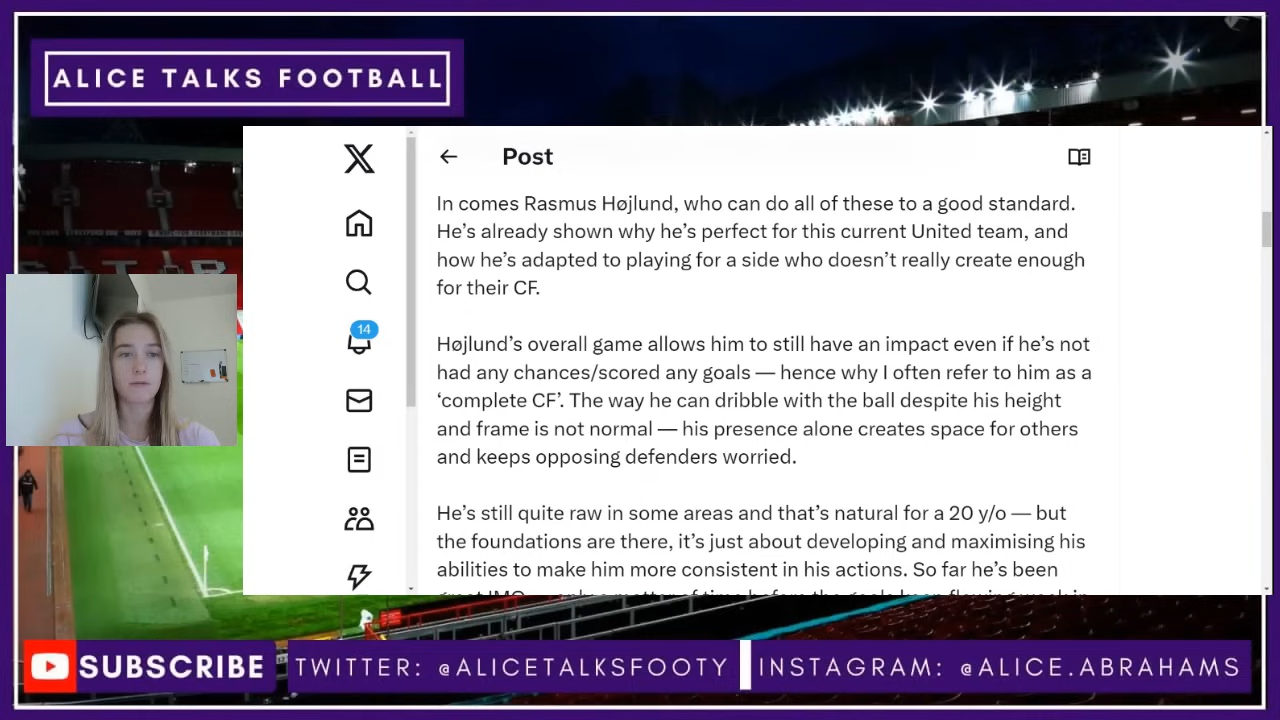 ALICE TALKS FOOTBALL
Post
In comes Rasmus Højlund, who can do all of these to a good standard.
He's already shown why he's perfect for this current United team, and
how he's adapted to playing for a side who doesn't really create enough
for their CF.
14
Højlund's overall game allows him to still have an impact even if he's not
had any chances/scored any goals — hence why I often refer to him as a
‘complete CF’. The way he can dribble with the ball despite his height
and frame is not normal — his presence alone creates space for others
and keeps opposing defenders worried.
He's still quite raw in some areas and that's natural for a 20 y/o — but
the foundations are there, it's just about developing and maximising his
abilities to make him more consistent in his actions. So far he's been
SUBSCRIBE
TWITTER: @ALICETALKSFOOTY
INSTAGRAM: @ALICE.ABRAHAMS